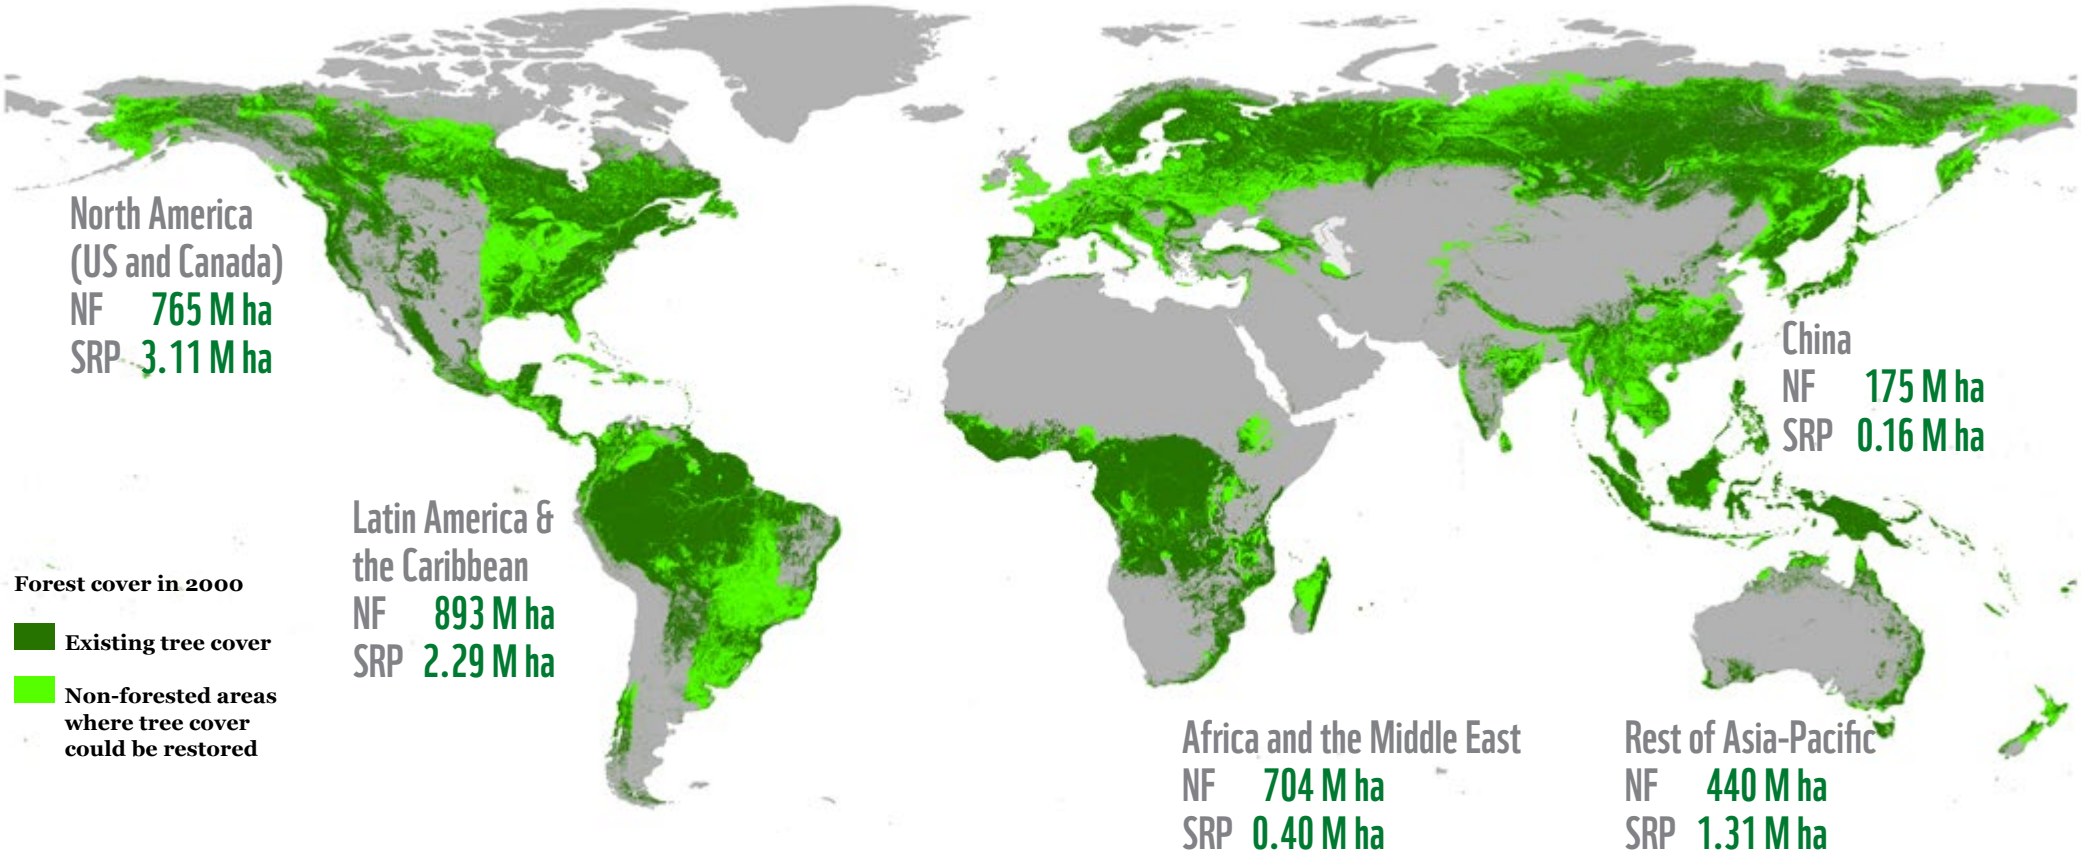 North America
(US and Canada)
NF 765 M ha
SRP 3.11 M ha
China
NF 175 M ha
SRP 0.16 M ha
Latin America &
the Caribbean
NF 893 M ha
SRP 2.29 M ha
Forest cover in 2000
Existing tree cover
Non-forested areas
where tree cover
could be restored
Africa and the Middle East
NF 704 M ha
SRP 0.40 M ha
Rest of Asia-Pacific
NF 440 M ha
SRP 1.31 M ha